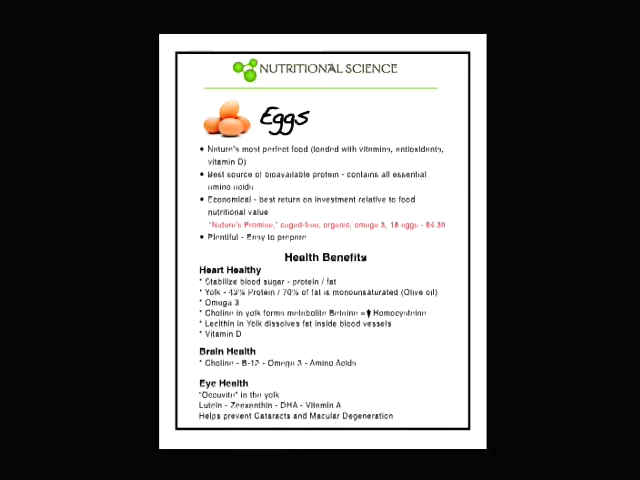 NUTRITIONAL SCIENCE
Eggs
• Nature's most perfect food (loaded with vitamins, antioxidants,
vitamin D)
• Best source of bioavailable protein - contains all essential
amino acids
• Economical - best return on investment relative to food
nutritional value
"Nature's Promise," caged-free, organic, omega 3, 18 eggs - $4.39
• Plentiful - Easy to prepare
Health Benefits
Heart Healthy
* Stabilize blood sugar - protein / fat
* Yolk - 43% Protein / 70% of fat is monounsaturated (Olive oil)
* Omega 3
* Choline in yolk forms metabolite Betaine = Homocysteine
* Lecithin in Yolk dissolves fat inside blood vessels
* Vitamin D
Brain Health
* Choline - B-12 - Omega 3 - Amino Acids
Eye Health
"Occuvite" in the yolk
Lutein - Zeaxanthin - DHA - Vitamin A
Helps prevent Cataracts and Macular Degeneration